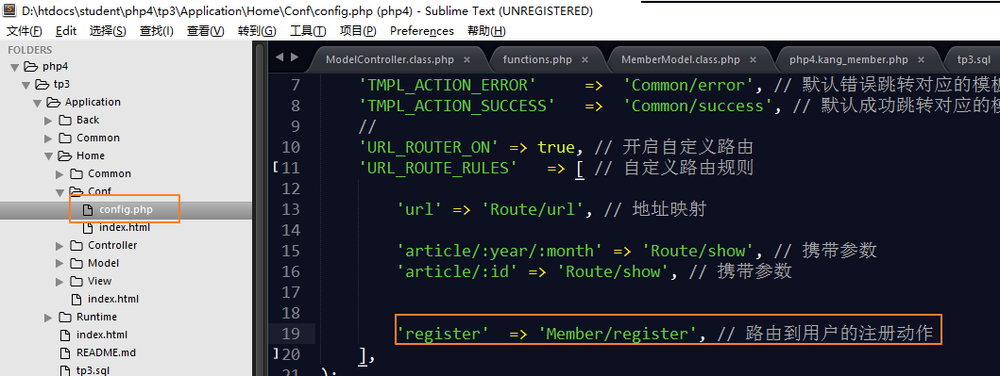 D:\htdocs\student\php4\tp3\Application\Home\Conf\config.php (php4) - Sublime Text (UNREGISTERED)
文件(F) Edit 选择(S) 查找(I) 查看(V) 转到(G) 工具(T) 项目(P) Preferences 帮助(H)
FOLDERS
php4
tp3
Application
Back
Common
Home
Common
Conf
config.php
index.html
Controller
Model
View
index.html
Runtime
index.html
README.md
tp3.sql
ModelController.class.php × functions.php × MemberModel.class.php × php4.kang_member.php × tp3.sql
7 'TMPL_ACTION_ERROR' => 'Common/error', // 默认错误跳转对应的模板
8 'TMPL_ACTION_SUCCESS' => 'Common/success', // 默认成功跳转对应的
9 //
10 'URL_ROUTER_ON' => true, // 开启自定义路由
11 'URL_ROUTE_RULES' => [ // 自定义路由规则
12
13 'url' => 'Route/url', // 地址映射
14
15 'article/:year/:month' => 'Route/show', // 携带参数
16 'article/:id' => 'Route/show', // 携带参数
17
18
19 'register' => 'Member/register', // 路由到用户的注册动作
20 ],
21 );